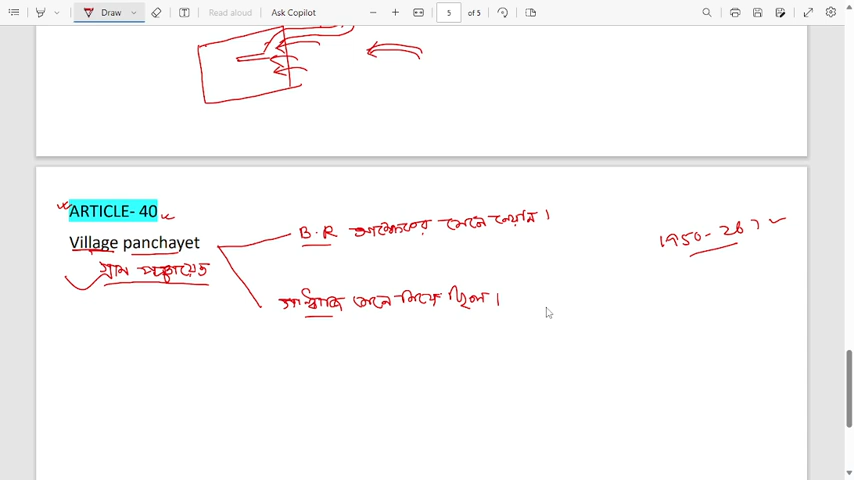 Draw
Read aloud
Ask Copilot
5 of 5
ARTICLE- 40
Village panchayet
গ্রাম পঞ্চায়েত
B.R আম্বেদকর মেনে নেয়নি।
গান্ধীজি মেনে নিয়ে ছিল।
1950- 26